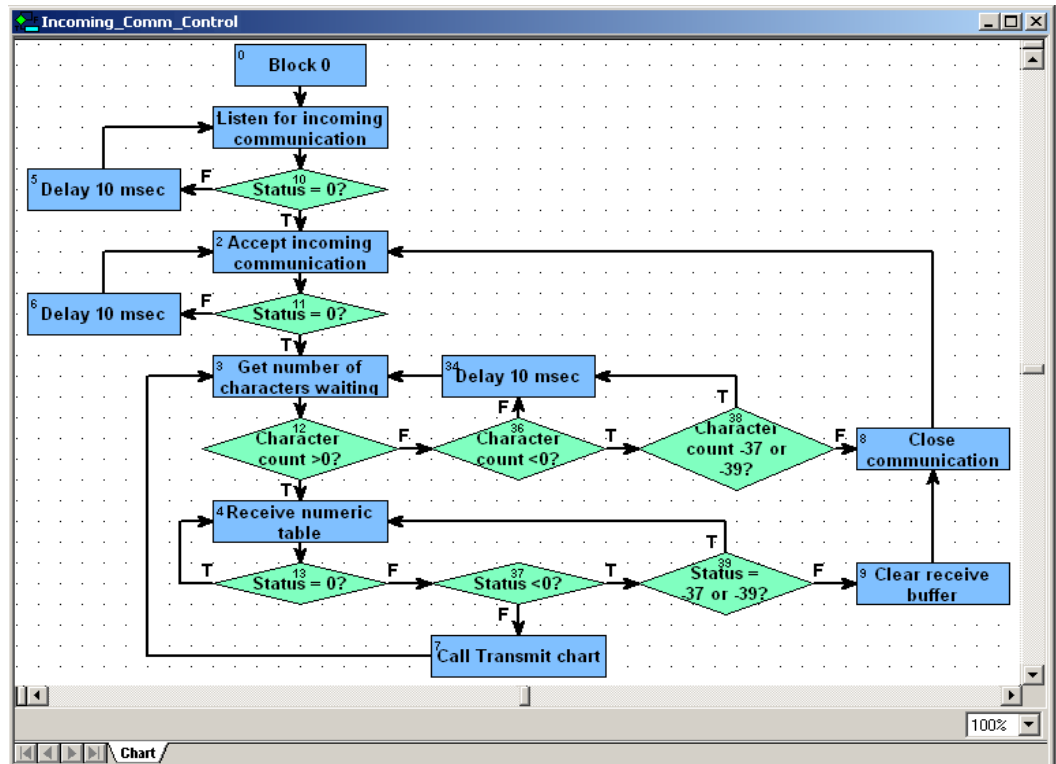 Incoming_Comm_Control
0
Block 0
Listen for incoming
communication
5
Delay 10 msec
F
10
Status = 0?
T
2
Accept incoming
communication
6
Delay 10 msec
F
11
Status = 0?
T
3
Get number of
characters waiting
34
Delay 10 msec
12
Character
count >0?
F
F
36
Character
count <0?
T
T
38
Character
count -37 or
-39?
F
8
Close
communication
T
4
Receive numeric
table
T
13
Status = 0?
F
37
Status <0?
T
T
39
Status =
-37 or -39?
F
9
Clear receive
buffer
F
7
Call Transmit chart
100%
Chart